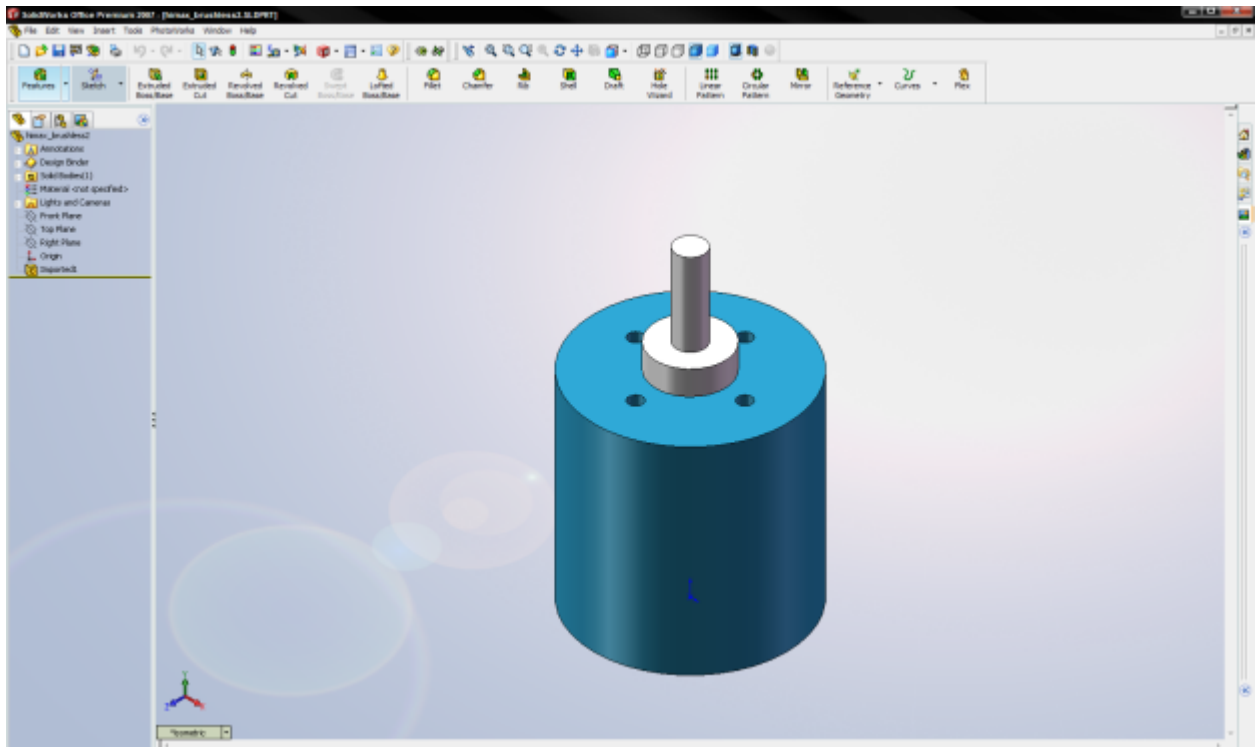 SolidWorks Office Premium 2007 - [himax_brushless2.SLDPRT]
File Edit View Insert Tools PhotoWorks Window Help
Features Sketch Extruded Boss/Base Extruded Cut Revolved Boss/Base Revolved Cut Swept Boss/Base Lofted Boss/Base Fillet Chamfer Rib Shell Draft Hole Wizard Linear Pattern Circular Pattern Mirror Reference Geometry Curves Flex
himax_brushless2
Annotations
Design Binder
Solid Bodies(1)
Material <not specified>
Lights and Cameras
Front Plane
Top Plane
Right Plane
Origin
Imported1
Y
Z
X
*Isometric